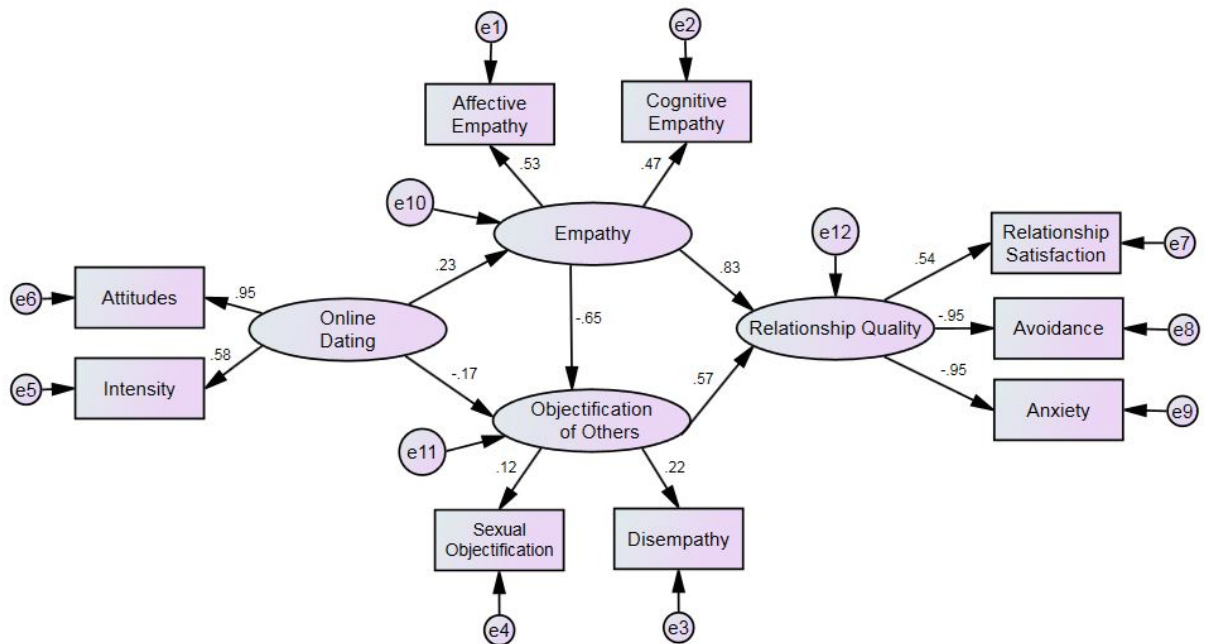 e1
e2
Affective
Empathy
Cognitive
Empathy
.53
.47
e10
Empathy
e12
Relationship
Satisfaction
e7
.54
.23
.83
e6
Attitudes
.95
Online
Dating
-.65
Relationship Quality
-.95
Avoidance
e8
.58
e5
Intensity
-.17
.57
-.95
Objectification
of Others
Anxiety
e9
e11
.12
.22
Sexual
Objectification
Disempathy
e4
e3